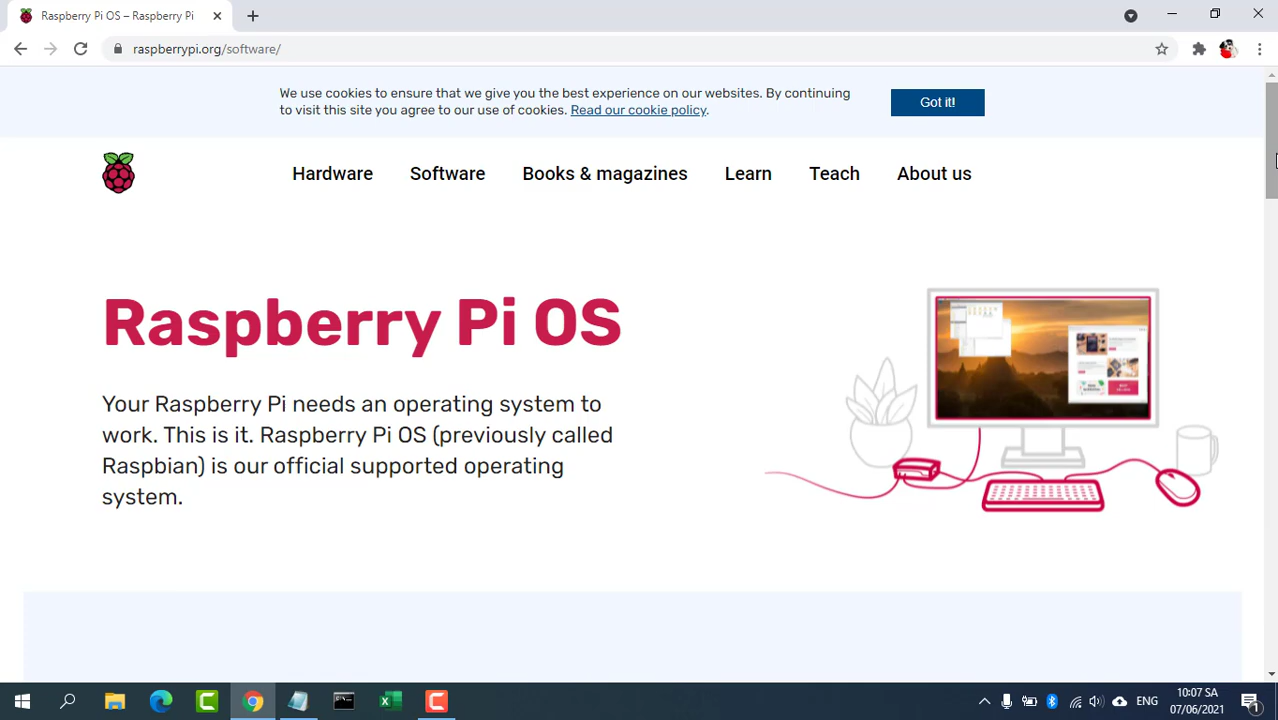 Raspberry Pi OS – Raspberry Pi
raspberrypi.org/software/
We use cookies to ensure that we give you the best experience on our websites. By continuing
to visit this site you agree to our use of cookies. Read our cookie policy.
Got it!
Hardware
Software
Books & magazines
Learn
Teach
About us
Raspberry Pi OS
Your Raspberry Pi needs an operating system to
work. This is it. Raspberry Pi OS (previously called
Raspbian) is our official supported operating
system.
ENG
10:07 SA
07/06/2021
1